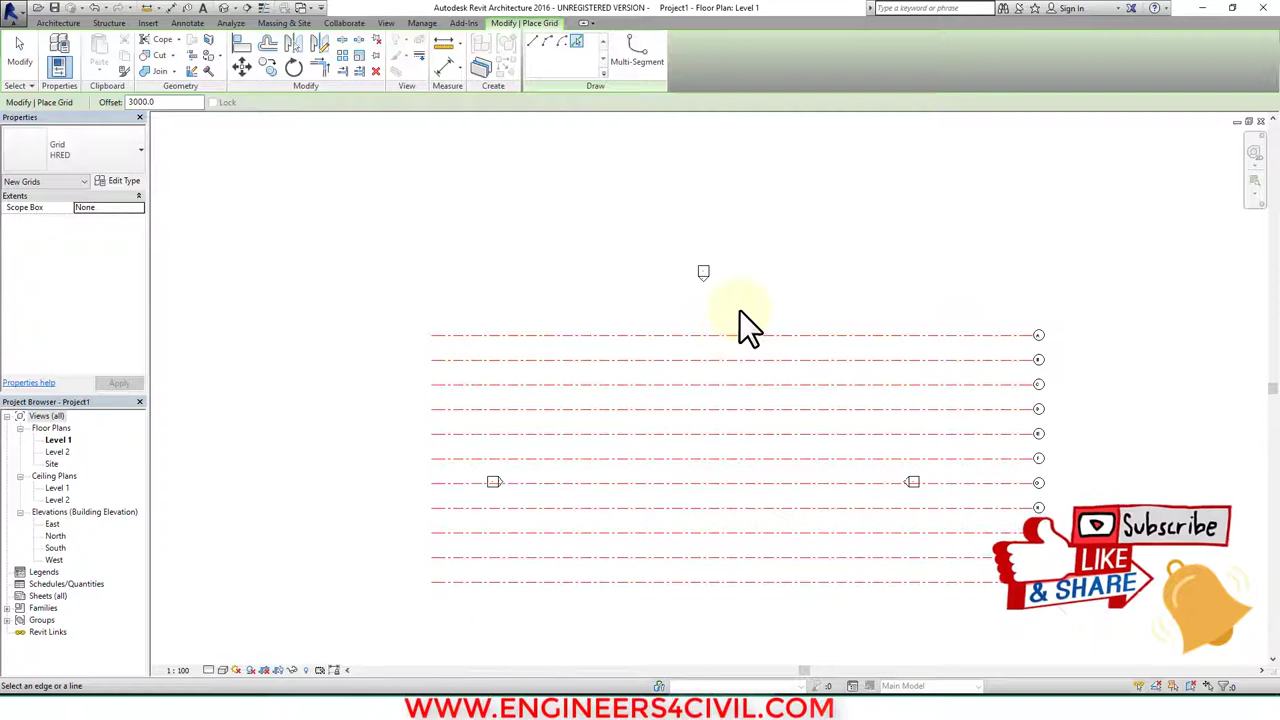 Autodesk Revit Architecture 2016 - UNREGISTERED VERSION - Project1 - Floor Plan: Level 1
Type a keyword or phrase
Sign In
Architecture Structure Insert Annotate Analyze Massing & Site Collaborate View Manage Add-Ins Modify | Place Grid
Modify Paste Cope Cut Join Multi-Segment
Select Properties Clipboard Geometry Modify View Measure Create Draw
Modify | Place Grid Offset: 3000.0 Lock
Properties
Grid
HRED
New Grids Edit Type
Extents
Scope Box None
Properties help Apply
Project Browser - Project1
Views (all)
Floor Plans
Level 1
Level 2
Site
Ceiling Plans
Level 1
Level 2
Elevations (Building Elevation)
East
North
South
West
Legends
Schedules/Quantities
Sheets (all)
Families
Groups
Revit Links
A
Subscribe
LIKE
& SHARE
1 : 100
Select an edge or a line
:0
Main Model
:0
WWW.ENGINEERS4CIVIL.COM